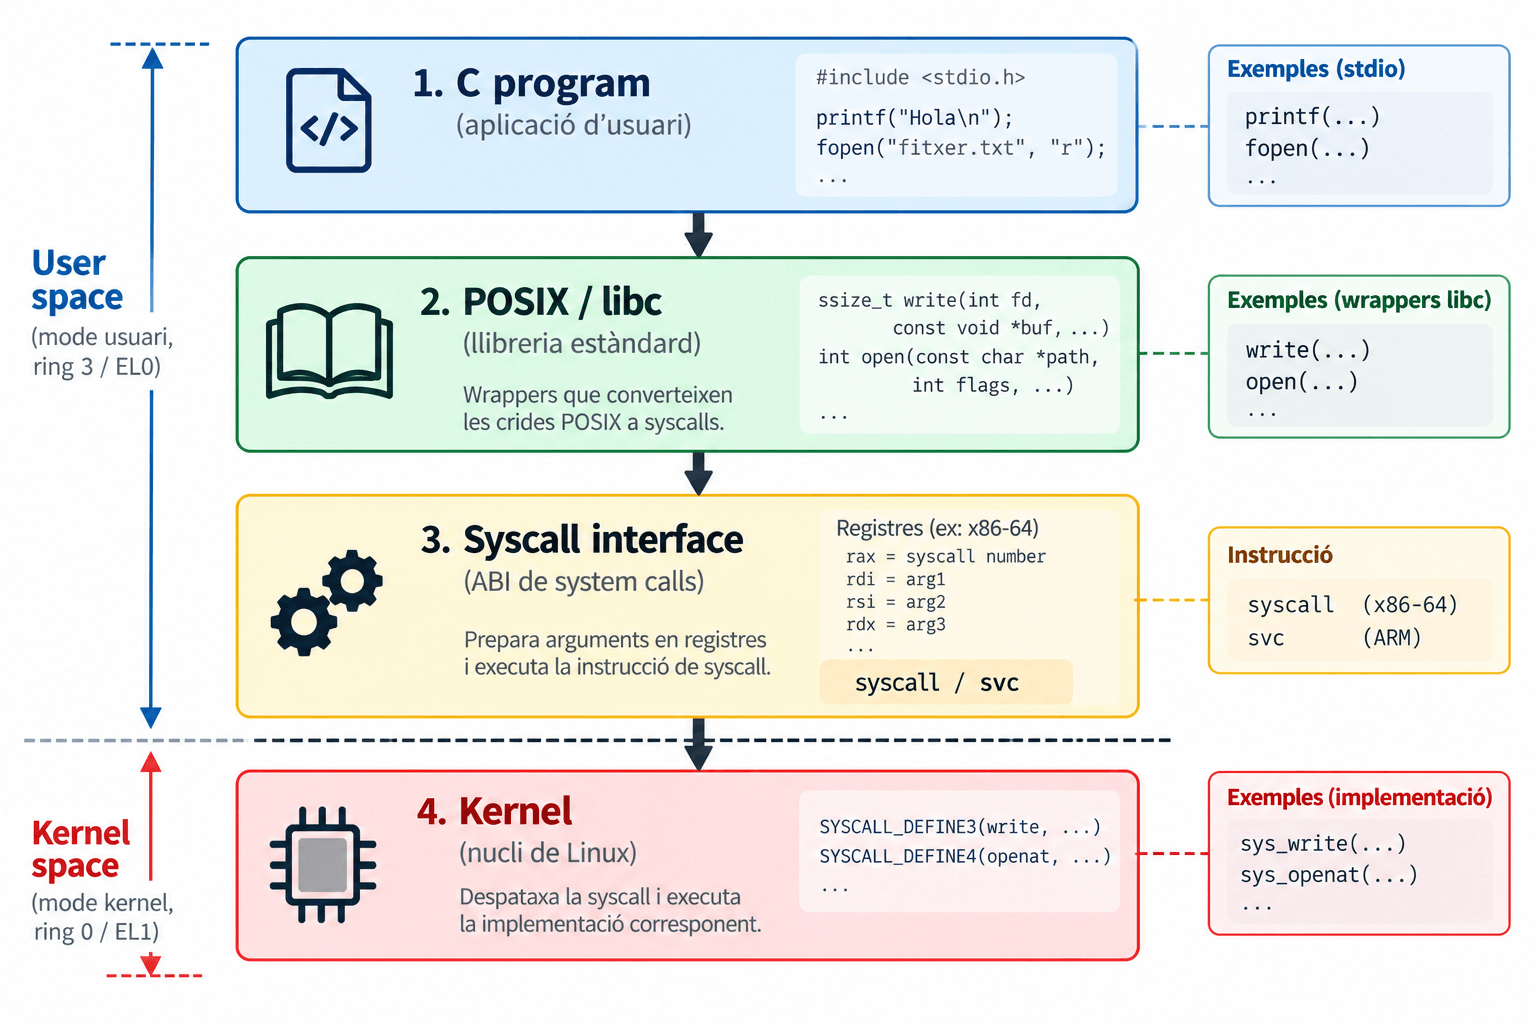 User
space
(mode usuari,
ring 3 / EL0)
1. C program
(aplicació d'usuari)
#include <stdio.h>
printf("Hola\n");
fopen("fitxer.txt", "r");
...
Exemples (stdio)
printf(...)
fopen(...)
...
2. POSIX / libc
(llibreria estàndard)
Wrappers que converteixen
les crides POSIX a syscalls.
ssize_t write(int fd,
const void *buf, ...)
int open(const char *path,
int flags, ...)
...
Exemples (wrappers libc)
write(...)
open(...)
...
3. Syscall interface
(ABI de system calls)
Prepara arguments en registres
i executa la instrucció de syscall.
Registres (ex: x86-64)
rax = syscall number
rdi = arg1
rsi = arg2
rdx = arg3
...
syscall / svc
Instrucció
syscall (x86-64)
svc (ARM)
Kernel
space
(mode kernel,
ring 0 / EL1)
4. Kernel
(nucli de Linux)
Despataxa la syscall i executa
la implementació corresponent.
SYSCALL_DEFINE3(write, ...)
SYSCALL_DEFINE4(openat, ...)
...
Exemples (implementació)
sys_write(...)
sys_openat(...)
...